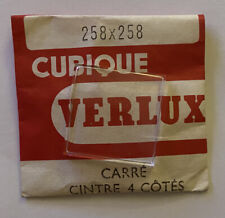 258x258
CUBIQUE
VERLUX
CARRÉ
CINTRE 4 CÔTÉS